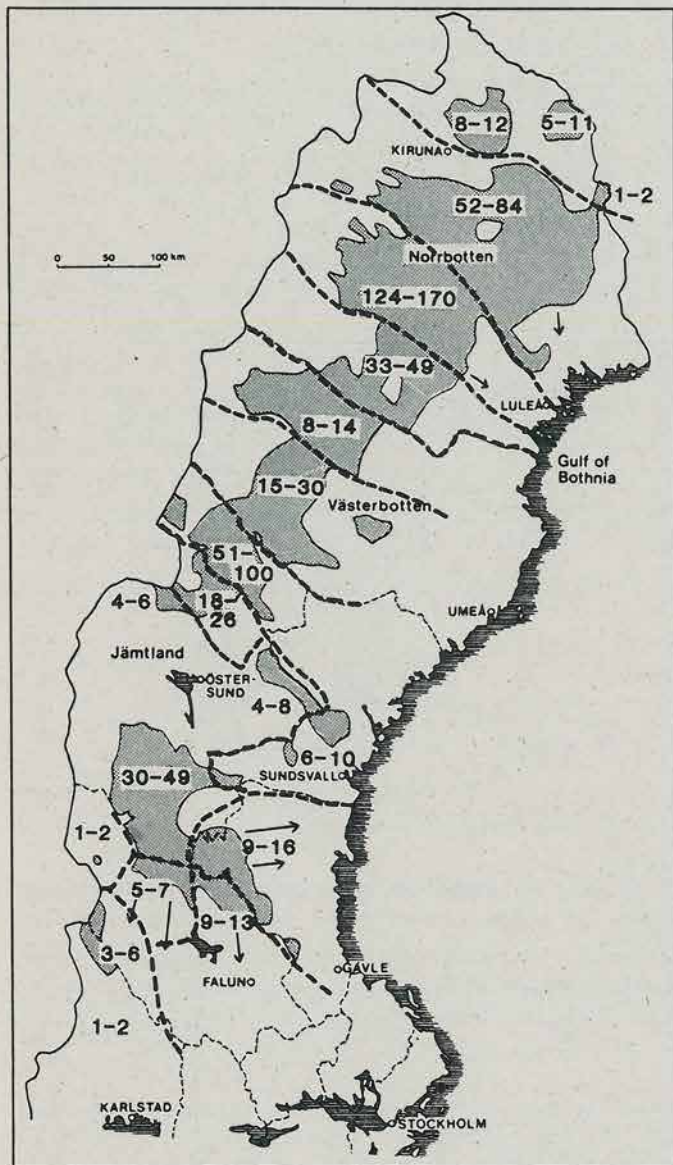 8–12
5–11
KIRUNA
1–2
52–84
Norrbotten
0 50 100 km
124–170
33–49
LULEÅ
8–14
Gulf of
Bothnia
15–30
Västerbotten
51–
100
4–6
18–
26
UMEÅ
Jämtland
ÖSTER-
SUND
4–8
6–10
SUNDSVALL
30–49
1–2
9–16
5–7
9–13
3–6
GÄVLE
FALUN
1–2
KARLSTAD
STOCKHOLM